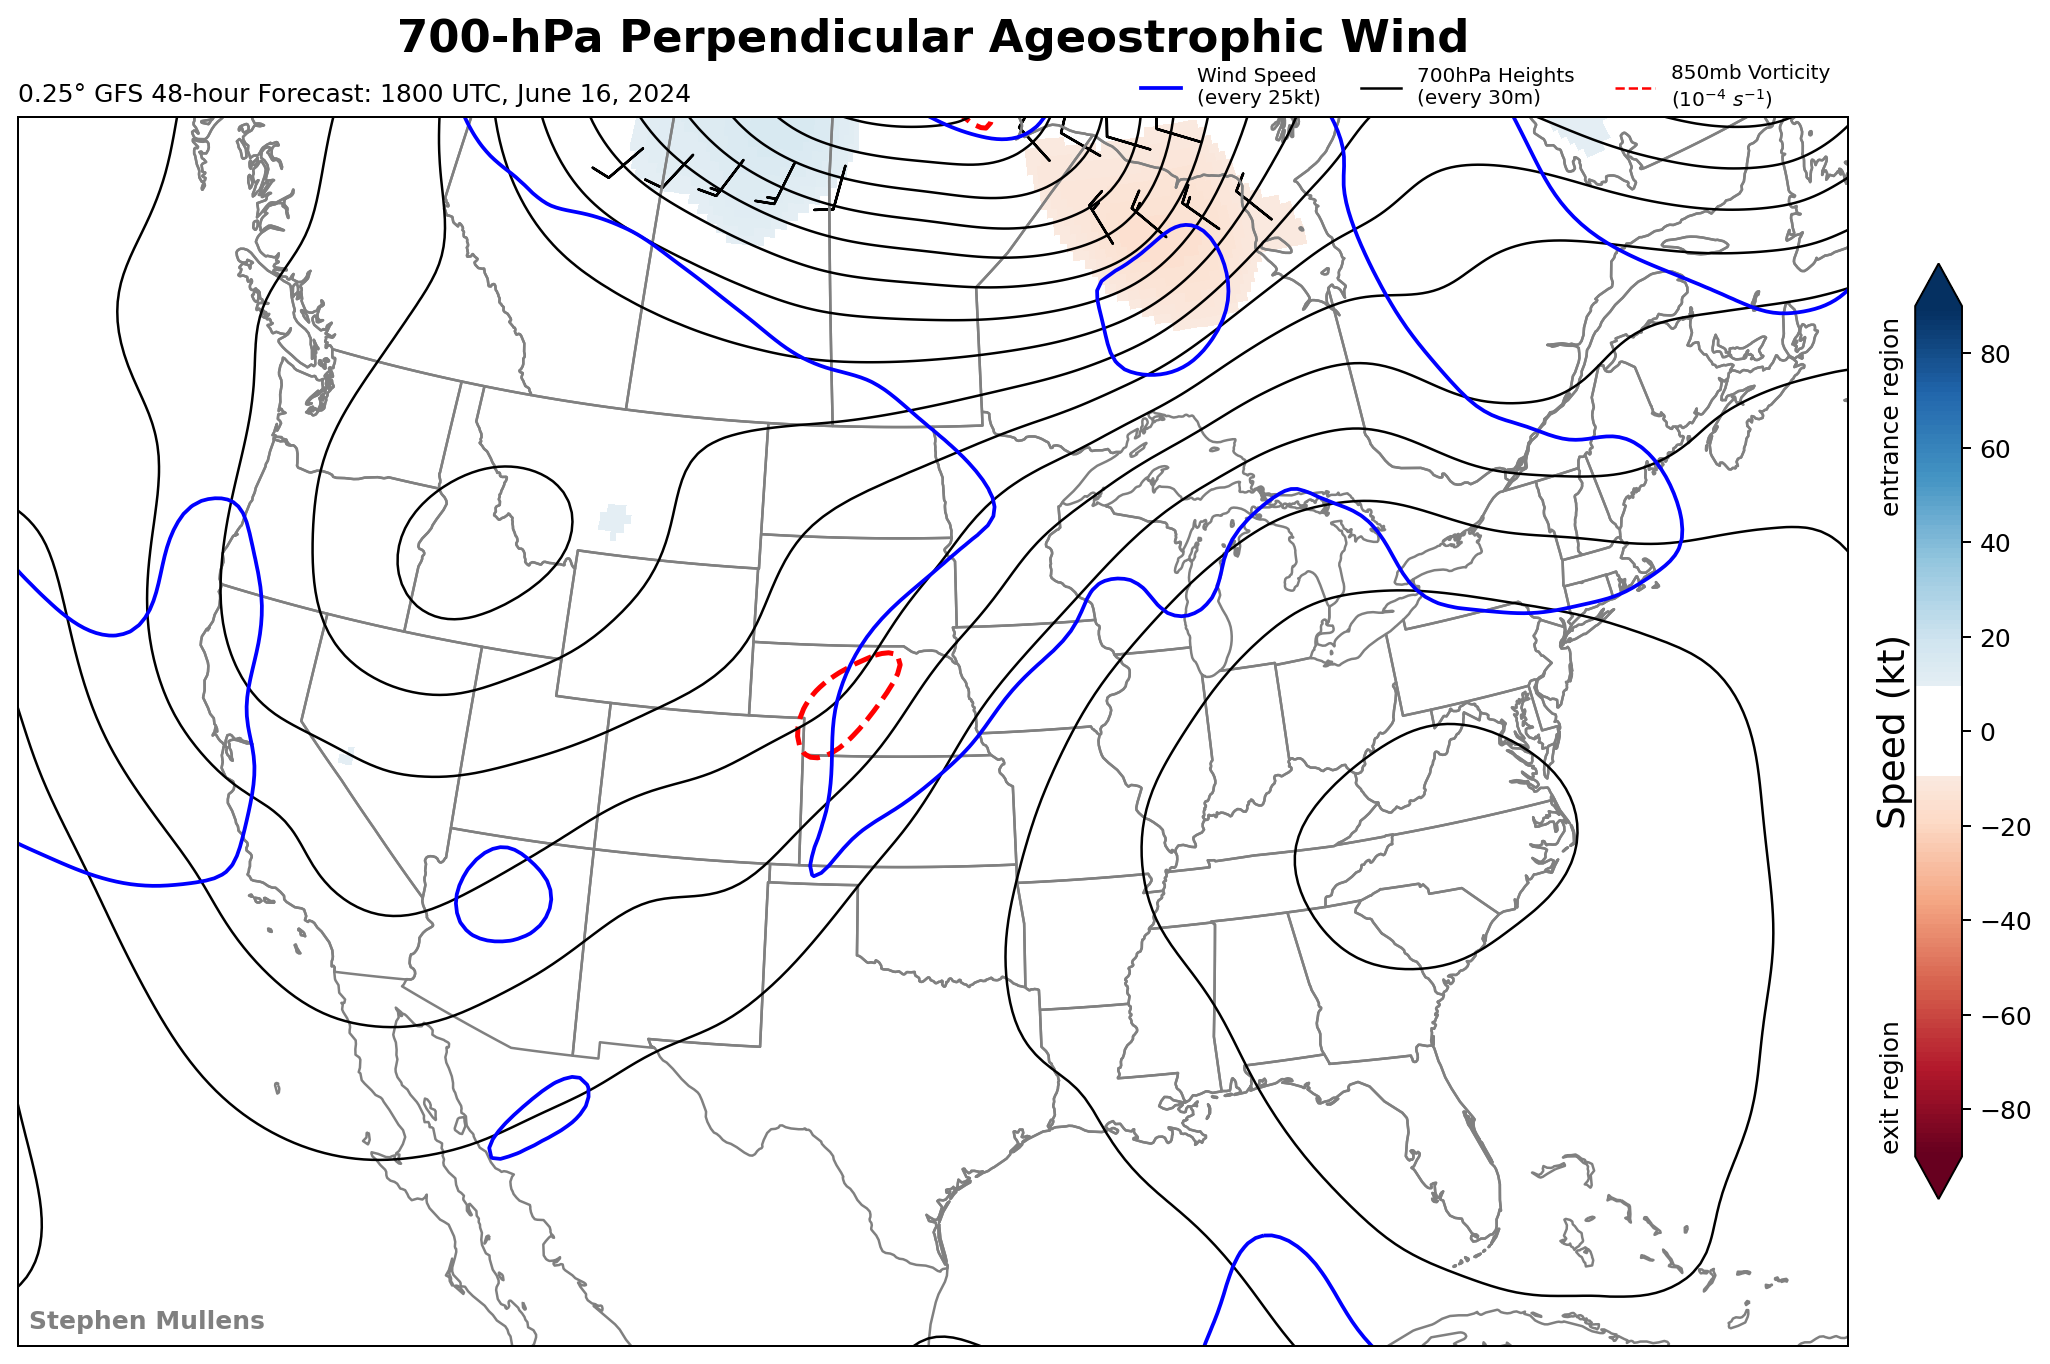 700-hPa Perpendicular Ageostrophic Wind
0.25° GFS 48-hour Forecast: 1800 UTC, June 16, 2024
Wind Speed
(every 25kt)
700hPa Heights
(every 30m)
850mb Vorticity
(10⁻⁴ s⁻¹)
entrance region
Speed (kt)
exit region
80
60
40
20
0
−20
−40
−60
−80
Stephen Mullens